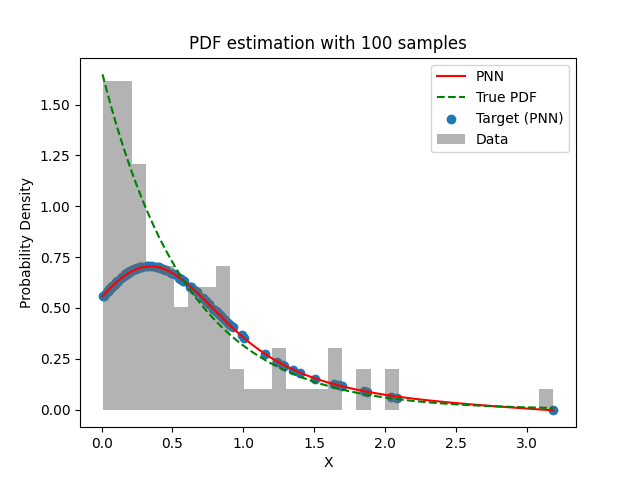 PDF estimation with 100 samples
PNN
True PDF
Target (PNN)
Data
Probability Density
1.50
1.25
1.00
0.75
0.50
0.25
0.00
0.0 0.5 1.0 1.5 2.0 2.5 3.0
X